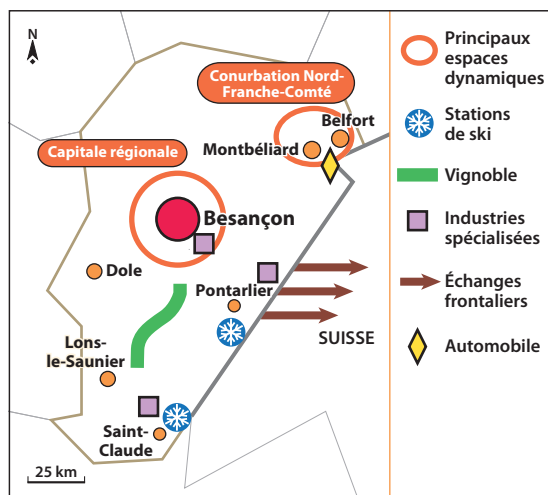 N
Conurbation Nord-
Franche-Comté
Belfort
Montbéliard
Capitale régionale
Besançon
Dole
Pontarlier
Lons-
le-Saunier
SUISSE
Saint-
Claude
25 km
Principaux
espaces
dynamiques
Stations
de ski
Vignoble
Industries
spécialisées
Échanges
frontaliers
Automobile